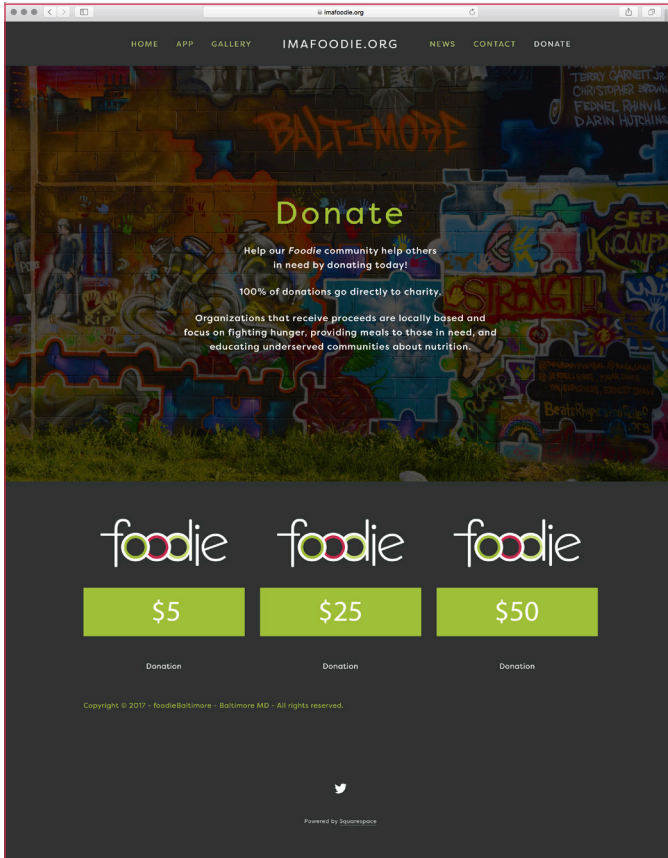 imafoodie.org
HOME APP GALLERY IMAFOODIE.ORG NEWS CONTACT DONATE
TERRY GARNETT JR.
CHRISTOPHER BROWN
FEDNEL RHINVIL
DARIN HUTCHINS
BALTIMORE
SEEK
STRENGTH
R.I.P
Donate
Help our Foodie community help others
in need by donating today!
100% of donations go directly to charity.
Organizations that receive proceeds are locally based and
focus on fighting hunger, providing meals to those in need, and
educating underserved communities about nutrition.
foodie foodie foodie
$5 $25 $50
Donation Donation Donation
Copyright © 2017 - foodieBaltimore - Baltimore MD - All rights reserved.
Powered by Squarespace